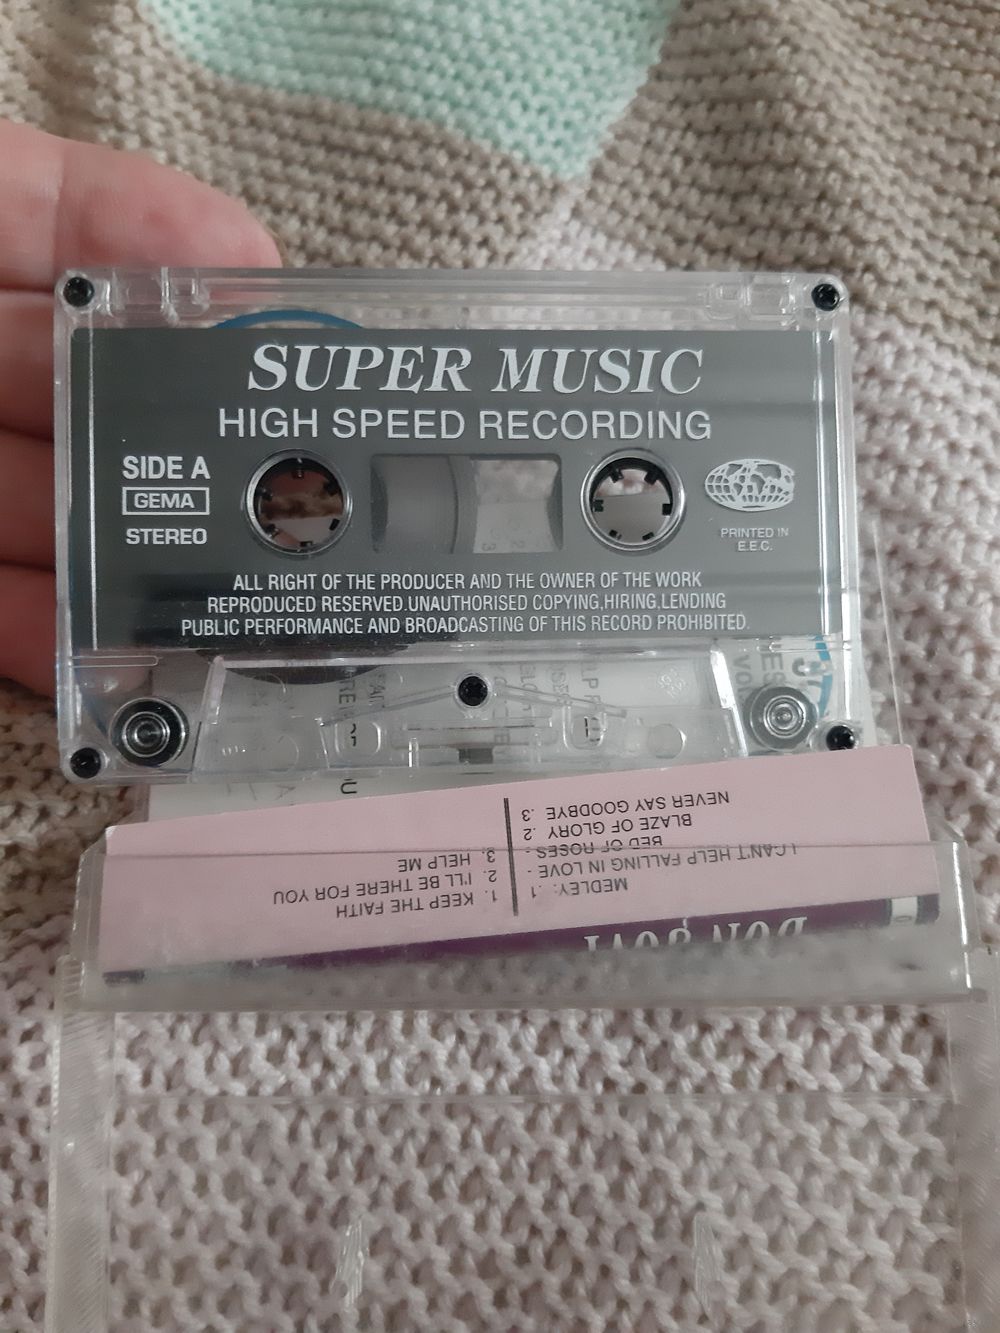 SUPER MUSIC
HIGH SPEED RECORDING
SIDE A
GEMA
STEREO
PRINTED IN
E.E.C.
ALL RIGHT OF THE PRODUCER AND THE OWNER OF THE WORK
REPRODUCED RESERVED.UNAUTHORISED COPYING,HIRING,LENDING
PUBLIC PERFORMANCE AND BROADCASTING OF THIS RECORD PROHIBITED.
BON JOVI
MEDLEY: .1
I CAN'T HELP FALLING IN LOVE -
BED OF ROSES -
BLAZE OF GLORY .2
NEVER SAY GOODBYE .3
1. KEEP THE FAITH
2. I'LL BE THERE FOR YOU
3. HELP ME